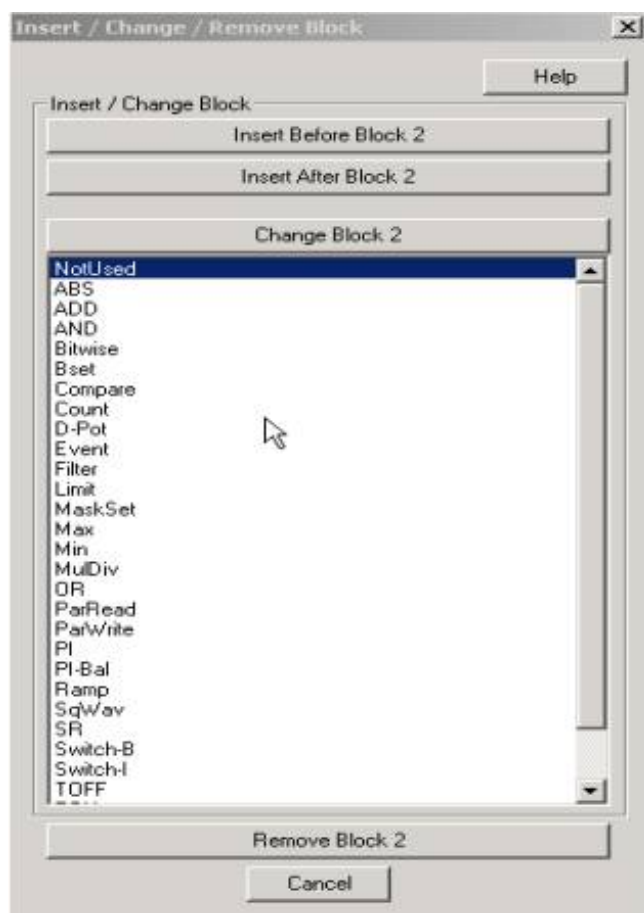 Insert / Change / Remove Block
Help
Insert / Change Block
Insert Before Block 2
Insert After Block 2
Change Block 2
NotUsed
ABS
ADD
AND
Bitwise
Bset
Compare
Count
D-Pot
Event
Filter
Limit
MaskSet
Max
Min
MulDiv
OR
ParRead
ParWrite
PI
PI-Bal
Ramp
SqWav
SR
Switch-B
Switch-I
TOFF
Remove Block 2
Cancel